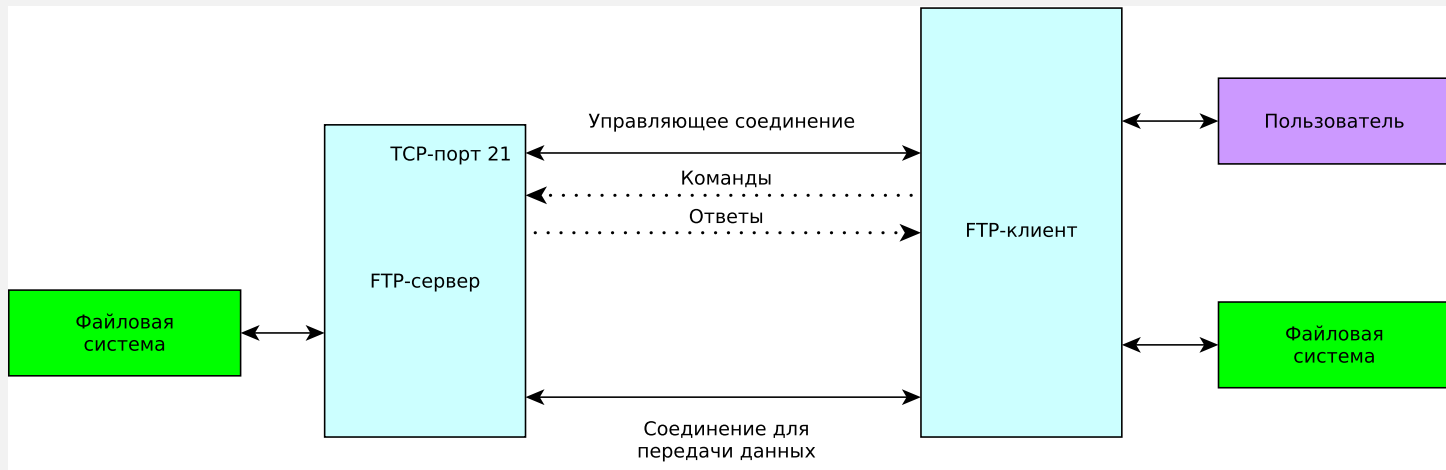 Управляющее соединение
Пользователь
TCP-порт 21
Команды
Ответы
FTP-клиент
FTP-сервер
Файловая
система
Файловая
система
Соединение для
передачи данных